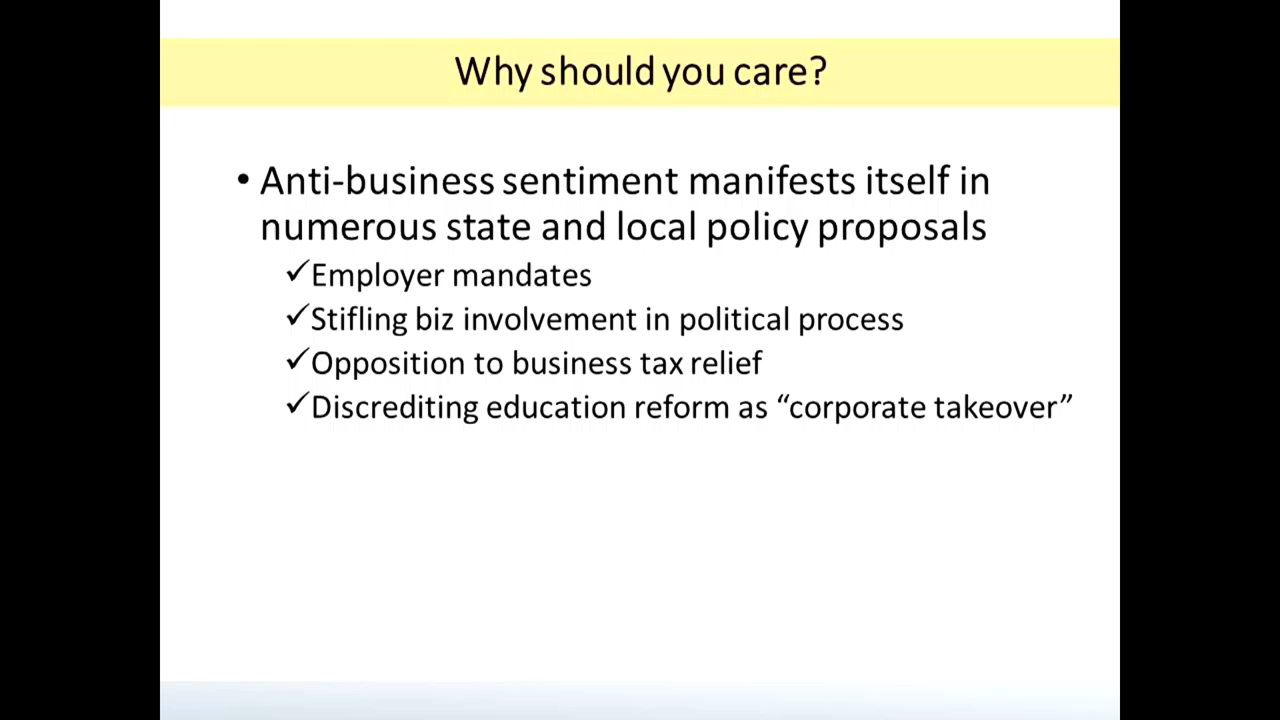 Why should you care?
• Anti-business sentiment manifests itself in
numerous state and local policy proposals
✓Employer mandates
✓Stifling biz involvement in political process
✓Opposition to business tax relief
✓Discrediting education reform as “corporate takeover”